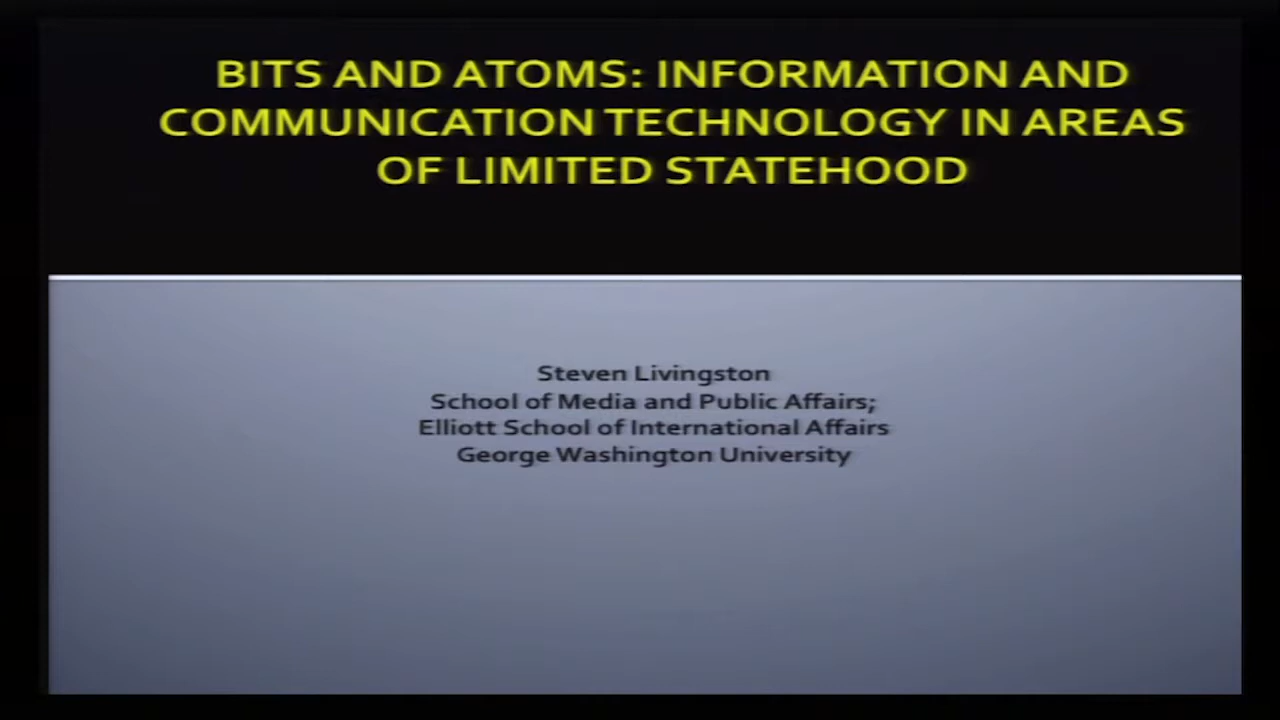 BITS AND ATOMS: INFORMATION AND
COMMUNICATION TECHNOLOGY IN AREAS
OF LIMITED STATEHOOD
Steven Livingston
School of Media and Public Affairs;
Elliott School of International Affairs
George Washington University